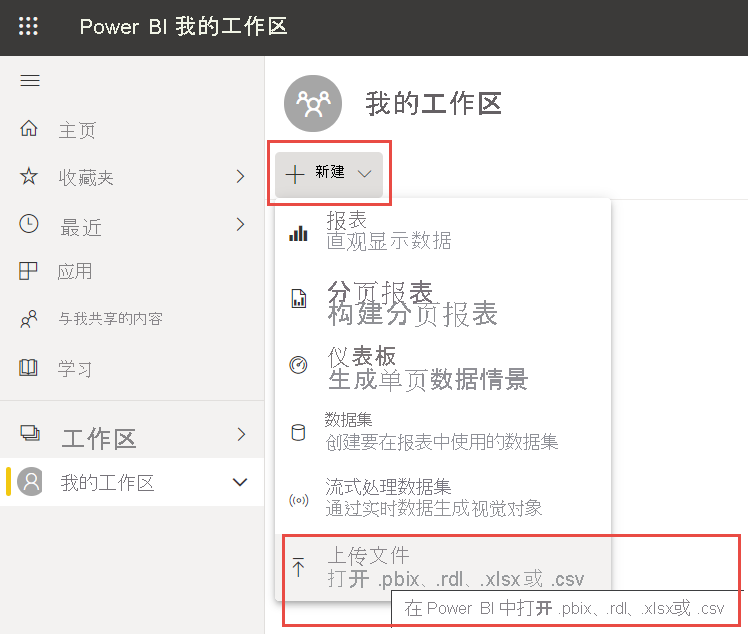 Power BI 我的工作区
我的工作区
新建
主页
收藏夹
最近
应用
与我共享的内容
学习
工作区
我的工作区
报表
直观显示数据
分页报表
构建分页报表
仪表板
生成单页数据情景
数据集
创建要在报表中使用的数据集
流式处理数据集
通过实时数据生成视觉对象
上传文件
打开 .pbix、.rdl、.xlsx 或 .csv
在 Power BI 中打开 .pbix、.rdl、.xlsx或 .csv